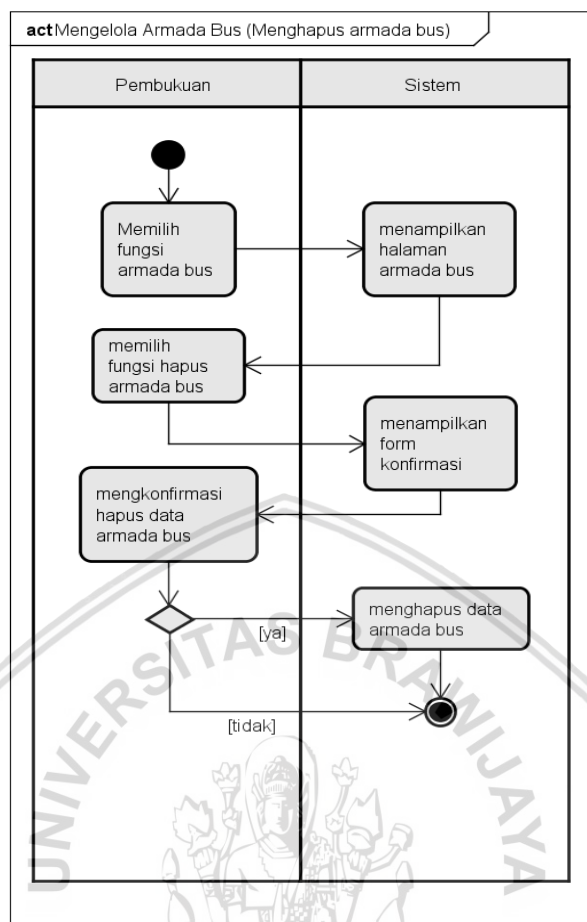 act Mengelola Armada Bus (Menghapus armada bus)
Pembukuan
Sistem
Memilih
fungsi
armada bus
menampilkan
halaman
armada bus
memilih
fungsi hapus
armada bus
menampilkan
form
konfirmasi
mengkonfirmasi
hapus data
armada bus
[ya]
menghapus data
armada bus
[tidak]
UNIVERSITAS BRAWIJAYA